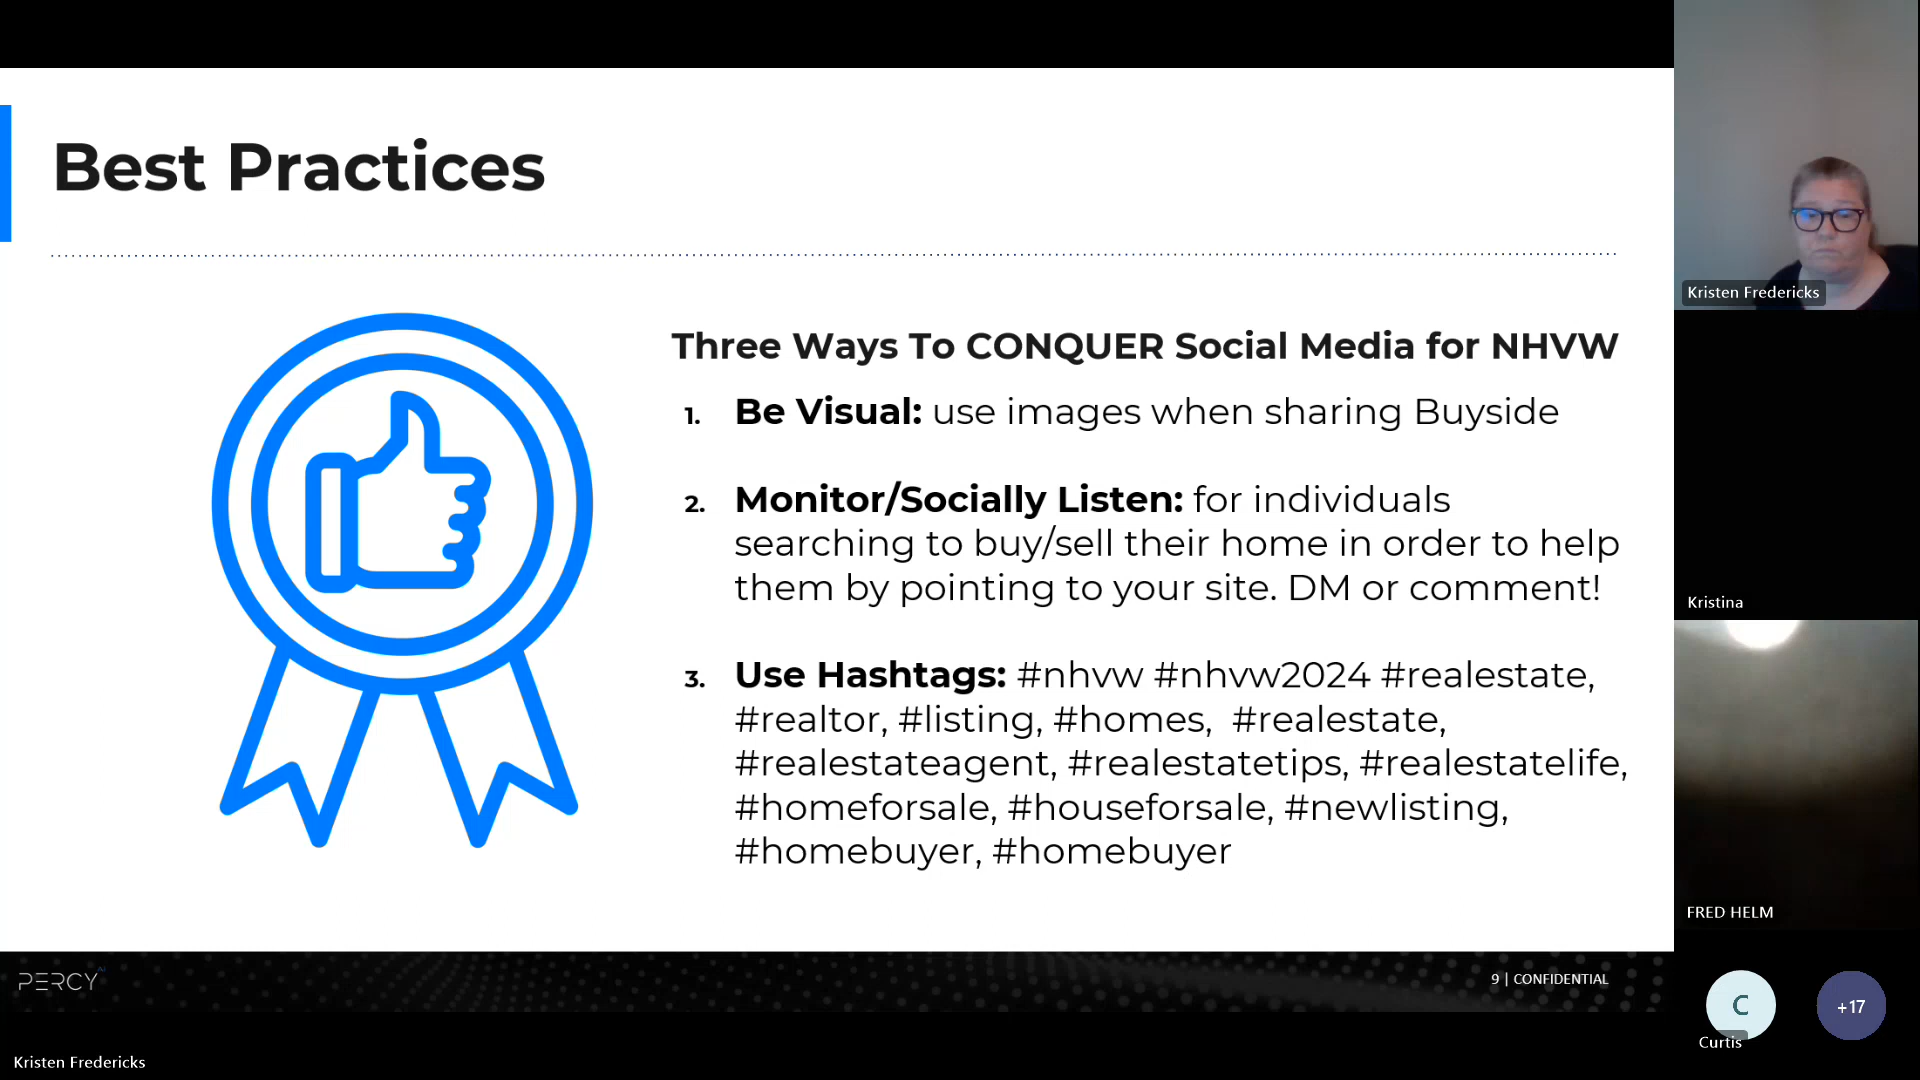 Best Practices
Three Ways To CONQUER Social Media for NHVW
1. Be Visual: use images when sharing Buyside
2. Monitor/Socially Listen: for individuals
searching to buy/sell their home in order to help
them by pointing to your site. DM or comment!
3. Use Hashtags: #nhvw #nhvw2024 #realestate,
#realtor, #listing, #homes, #realestate,
#realestateagent, #realestatetips, #realestatelife,
#homeforsale, #houseforsale, #newlisting,
#homebuyer, #homebuyer
PERCY AI
9 | CONFIDENTIAL
Kristen Fredericks
Kristen Fredericks
Kristina
FRED HELM
C
Curtis
+17